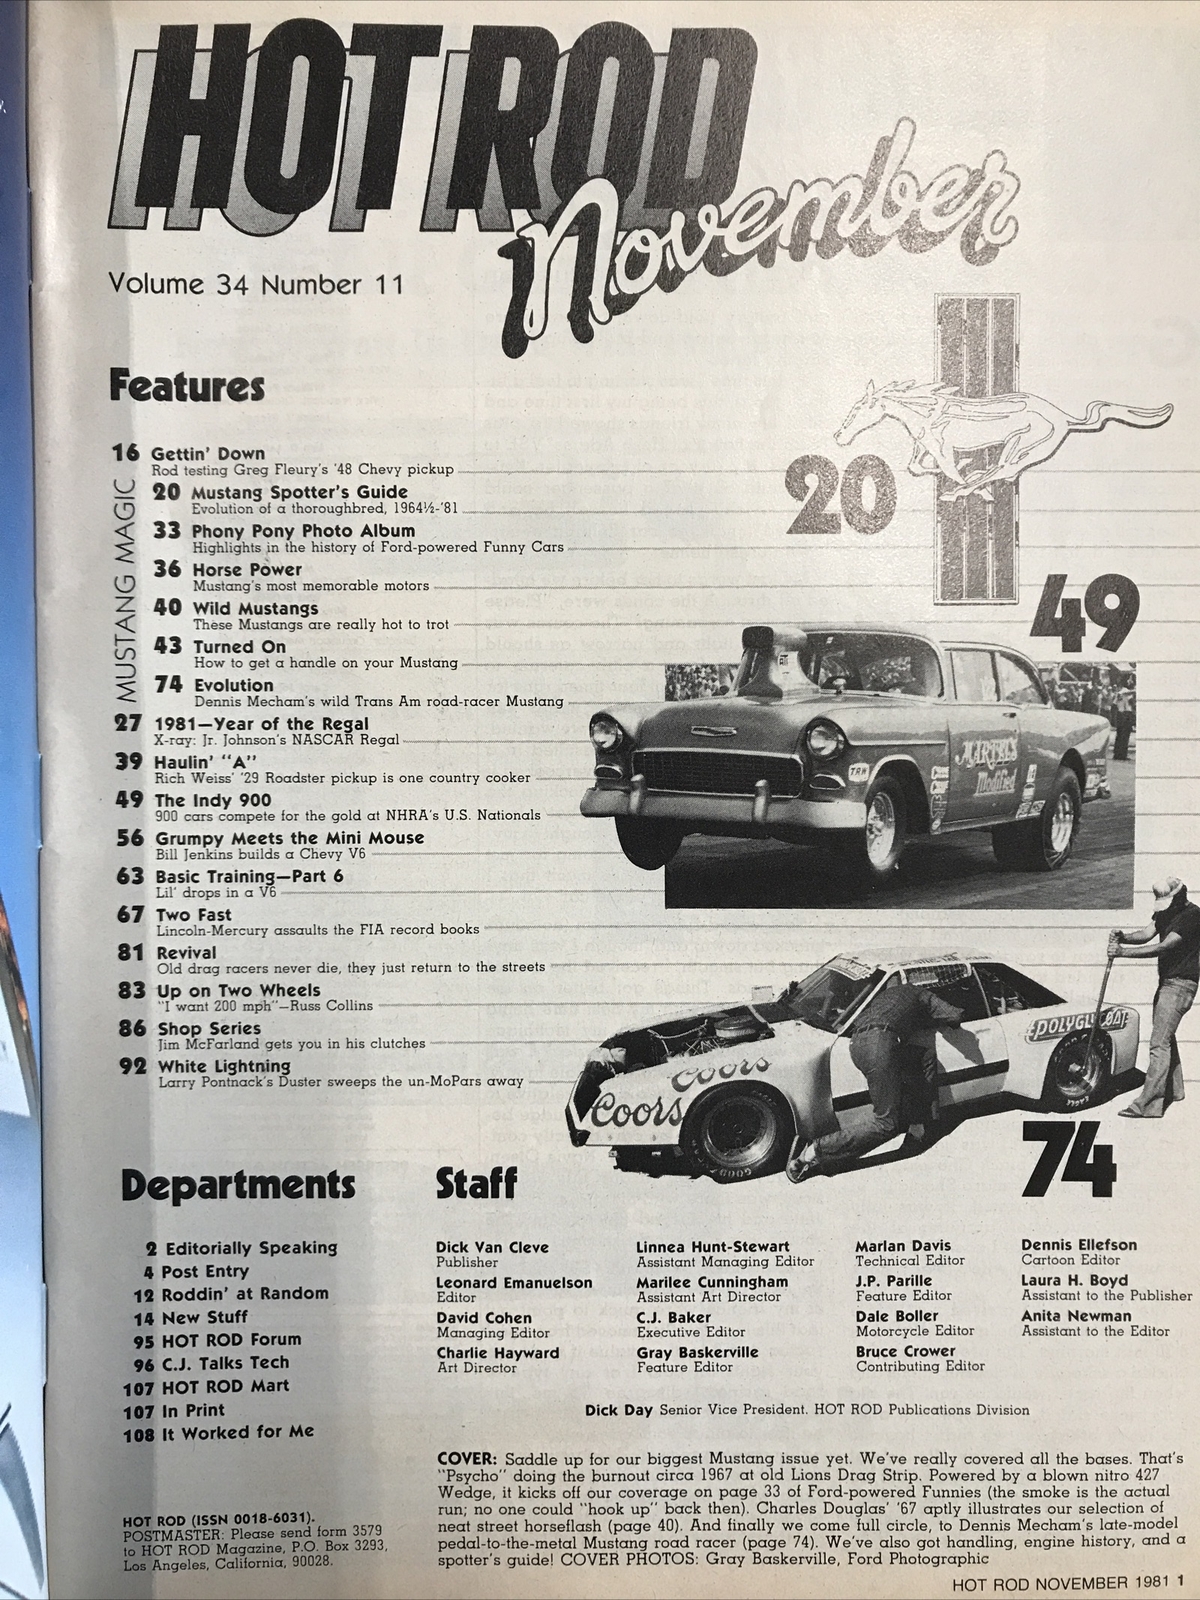 HOT ROD
November
Volume 34 Number 11
Features
MUSTANG MAGIC
16 Gettin' Down
Rod testing Greg Fleury's '48 Chevy pickup
20 Mustang Spotter's Guide
Evolution of a thoroughbred, 1964½-'81
33 Phony Pony Photo Album
Highlights in the history of Ford-powered Funny Cars
36 Horse Power
Mustang's most memorable motors
40 Wild Mustangs
These Mustangs are really hot to trot
43 Turned On
How to get a handle on your Mustang
74 Evolution
Dennis Mecham's wild Trans Am road-racer Mustang
27 1981—Year of the Regal
X-ray: Jr. Johnson's NASCAR Regal
39 Haulin' "A"
Rich Weiss' '29 Roadster pickup is one country cooker
49 The Indy 900
900 cars compete for the gold at NHRA's U.S. Nationals
56 Grumpy Meets the Mini Mouse
Bill Jenkins builds a Chevy V6
63 Basic Training—Part 6
Lil' drops in a V6
67 Two Fast
Lincoln-Mercury assaults the FIA record books
81 Revival
Old drag racers never die, they just return to the streets
83 Up on Two Wheels
"I want 200 mph"—Russ Collins
86 Shop Series
Jim McFarland gets you in his clutches
92 White Lightning
Larry Pontnack's Duster sweeps the un-MoPars away
20
49
MARTEL'S
Modified
TRW
POLYGLYCOAT
Coors
Coors
74
Departments
2 Editorially Speaking
4 Post Entry
12 Roddin' at Random
14 New Stuff
95 HOT ROD Forum
96 C.J. Talks Tech
107 HOT ROD Mart
107 In Print
108 It Worked for Me
HOT ROD (ISSN 0018-6031).
POSTMASTER: Please send form 3579
to HOT ROD Magazine, P.O. Box 3293,
Los Angeles, California, 90028.
Staff
Dick Van Cleve
Publisher
Leonard Emanuelson
Editor
David Cohen
Managing Editor
Charlie Hayward
Art Director
Linnea Hunt-Stewart
Assistant Managing Editor
Marilee Cunningham
Assistant Art Director
C.J. Baker
Executive Editor
Gray Baskerville
Feature Editor
Marlan Davis
Technical Editor
J.P. Parille
Feature Editor
Dale Boller
Motorcycle Editor
Bruce Crower
Contributing Editor
Dennis Ellefson
Cartoon Editor
Laura H. Boyd
Assistant to the Publisher
Anita Newman
Assistant to the Editor
Dick Day Senior Vice President. HOT ROD Publications Division
COVER: Saddle up for our biggest Mustang issue yet. We've really covered all the bases. That's
"Psycho" doing the burnout circa 1967 at old Lions Drag Strip. Powered by a blown nitro 427
Wedge, it kicks off our coverage on page 33 of Ford-powered Funnies (the smoke is the actual
run; no one could "hook up" back then). Charles Douglas' '67 aptly illustrates our selection of
neat street horseflash (page 40). And finally we come full circle, to Dennis Mecham's late-model
pedal-to-the-metal Mustang road racer (page 74). We've also got handling, engine history, and a
spotter's guide! COVER PHOTOS: Gray Baskerville, Ford Photographic
HOT ROD NOVEMBER 1981 1